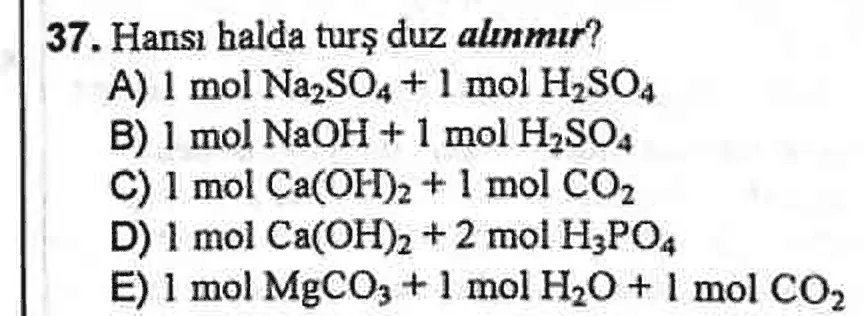 37. Hansı halda turş duz alınmır?
A) 1 mol Na₂SO₄ + 1 mol H₂SO₄
B) 1 mol NaOH + 1 mol H₂SO₄
C) 1 mol Ca(OH)₂ + 1 mol CO₂
D) 1 mol Ca(OH)₂ + 2 mol H₃PO₄
E) 1 mol MgCO₃ + 1 mol H₂O + 1 mol CO₂